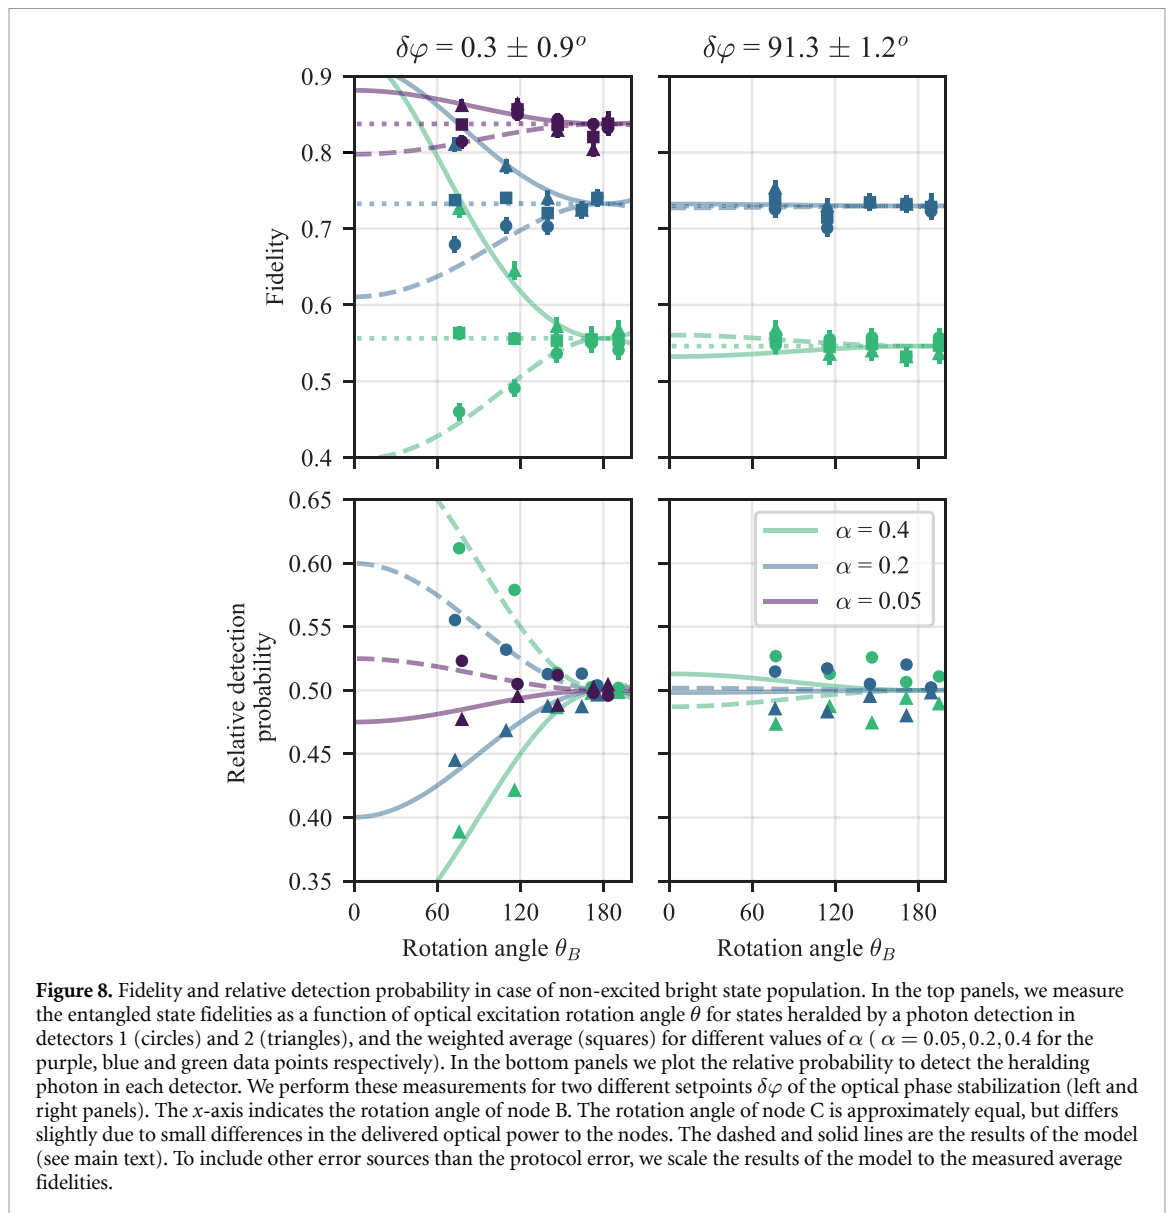 δφ = 0.3 ± 0.9°
δφ = 91.3 ± 1.2°
0.9
0.8
0.7
0.6
0.5
0.4
Fidelity
0.65
0.60
0.55
0.50
0.45
0.40
0.35
Relative detection
probability
α = 0.4
α = 0.2
α = 0.05
0 60 120 180
0 60 120 180
Rotation angle θ_B
Rotation angle θ_B
Figure 8. Fidelity and relative detection probability in case of non-excited bright state population. In the top panels, we measure
the entangled state fidelities as a function of optical excitation rotation angle θ for states heralded by a photon detection in
detectors 1 (circles) and 2 (triangles), and the weighted average (squares) for different values of α ( α = 0.05, 0.2, 0.4 for the
purple, blue and green data points respectively). In the bottom panels we plot the relative probability to detect the heralding
photon in each detector. We perform these measurements for two different setpoints δφ of the optical phase stabilization (left and
right panels). The x-axis indicates the rotation angle of node B. The rotation angle of node C is approximately equal, but differs
slightly due to small differences in the delivered optical power to the nodes. The dashed and solid lines are the results of the model
(see main text). To include other error sources than the protocol error, we scale the results of the model to the measured average
fidelities.